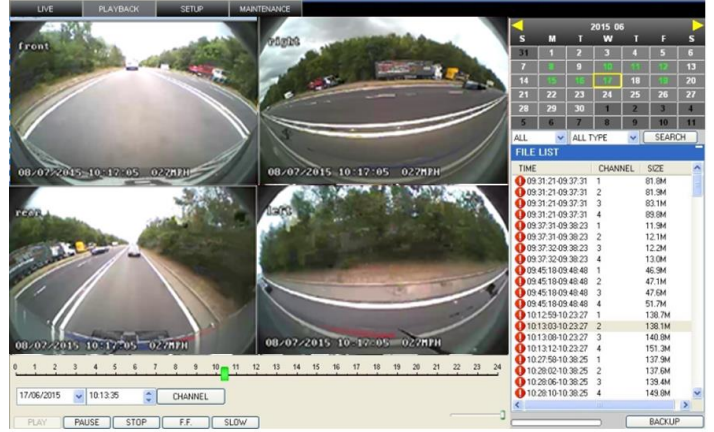 LIVE PLAYBACK SETUP MAINTENANCE
front
08/07/2015 10:17:05 027MPH
right
08/07/2015 10:17:05 027MPH
rear
08/07/2015 10:17:05 027MPH
left
08/07/2015 10:17:05 027MPH
2015 06
S M T W T F S
31 1 2 3 4 5 6
7 8 9 10 11 12 13
14 15 16 17 18 19 20
21 22 23 24 25 26 27
28 29 30 1 2 3 4
5 6 7 8 9 10 11
ALL ALL TYPE SEARCH
FILE LIST
TIME CHANNEL SIZE
09:31:21-09:37:31 1 81.8M
09:31:21-09:37:31 2 81.9M
09:31:21-09:37:31 3 83.1M
09:31:21-09:37:31 4 89.8M
09:37:31-09:38:23 1 11.9M
09:37:31-09:38:23 2 12.1M
09:37:32-09:38:23 3 12.2M
09:37:32-09:38:23 4 13.0M
09:45:18-09:48:48 1 46.9M
09:45:18-09:48:48 2 47.1M
09:45:18-09:48:48 3 47.6M
09:45:18-09:48:48 4 51.7M
10:12:59-10:23:27 1 138.7M
10:13:03-10:23:27 2 138.1M
10:13:08-10:23:27 3 140.8M
10:13:12-10:23:27 4 151.3M
10:27:58-10:38:25 1 137.9M
10:28:02-10:38:25 2 137.6M
10:28:06-10:38:25 3 139.4M
10:28:10-10:38:25 4 149.8M
0 1 2 3 4 5 6 7 8 9 10 11 12 13 14 15 16 17 18 19 20 21 22 23 24
17/06/2015 10:13:35 CHANNEL
PLAY PAUSE STOP F.F. SLOW
BACKUP